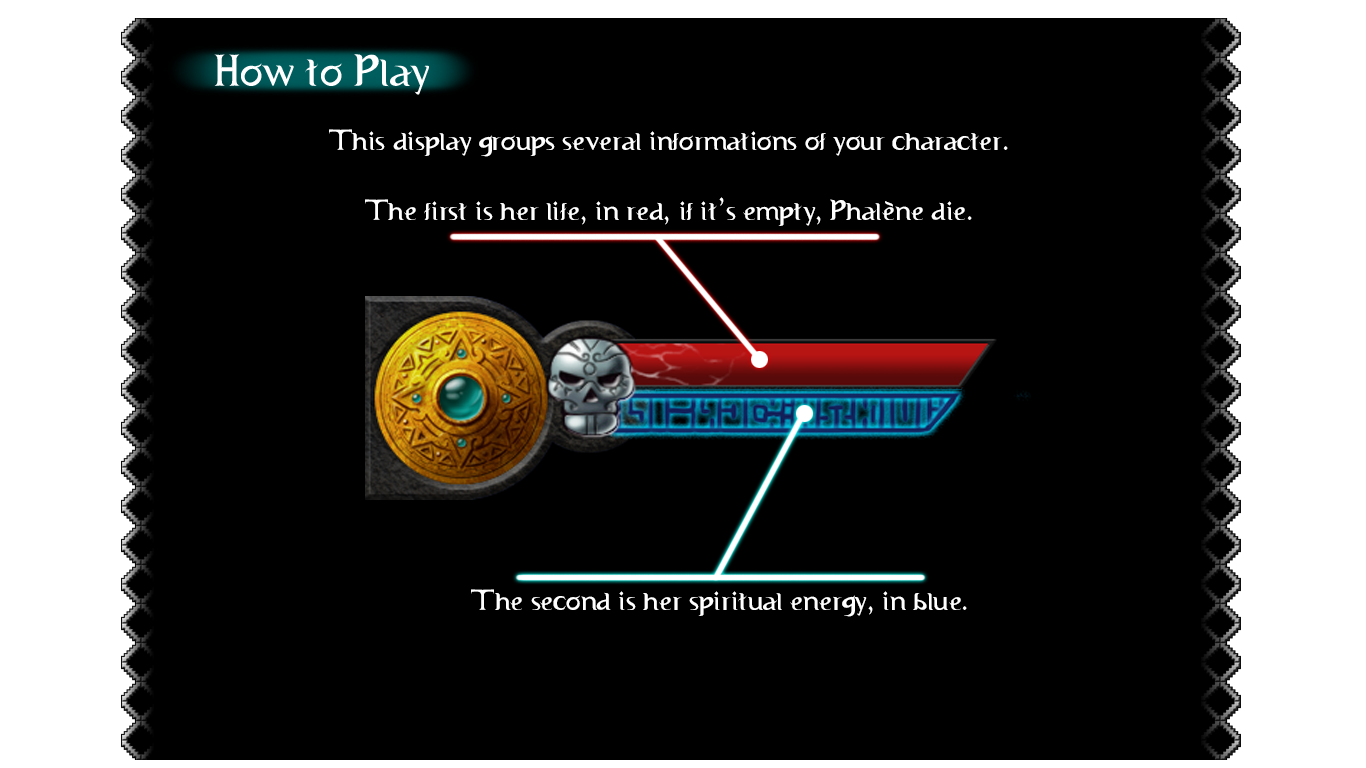 How to Play
This display groups several informations of your character.
The first is her life, in red, if it's empty, Phalène die.
The second is her spiritual energy, in blue.